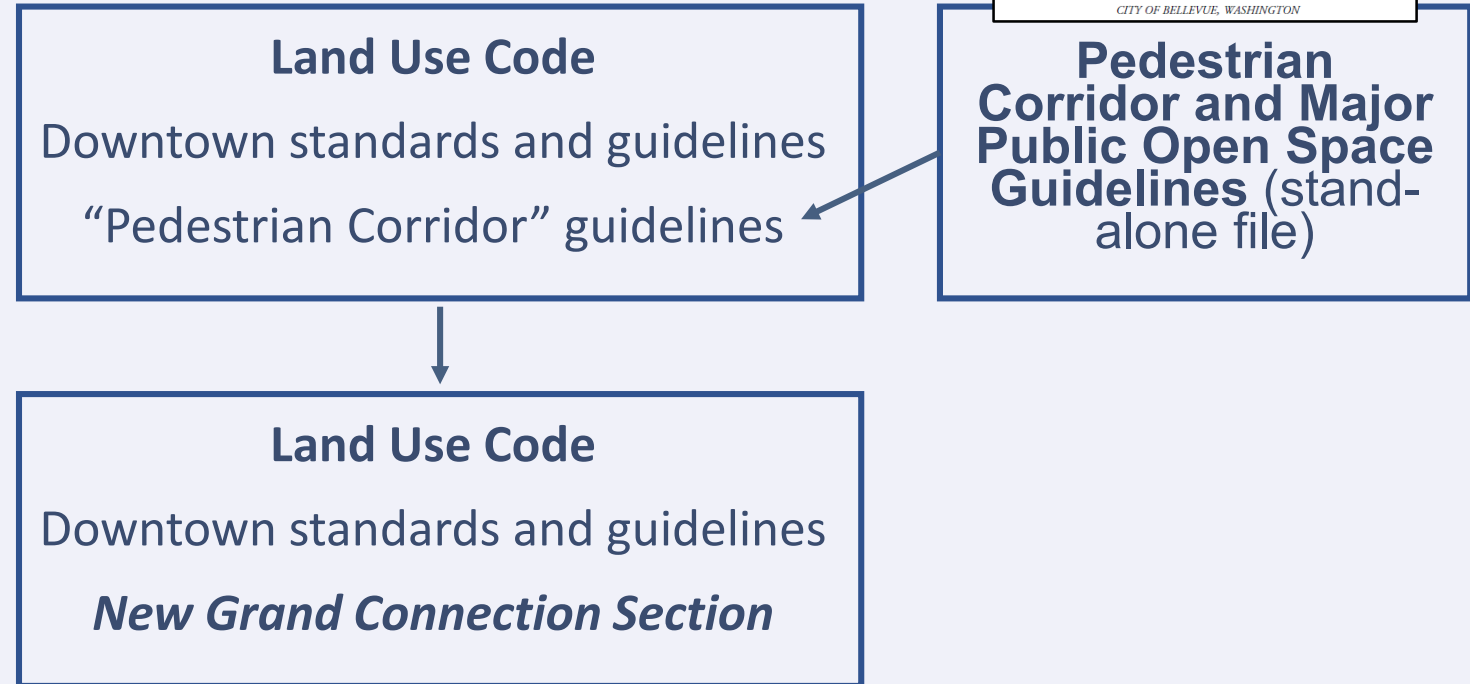 Land Use Code
Downtown standards and guidelines
“Pedestrian Corridor” guidelines
CITY OF BELLEVUE, WASHINGTON
Pedestrian
Corridor and Major
Public Open Space
Guidelines (stand-
alone file)
Land Use Code
Downtown standards and guidelines
New Grand Connection Section